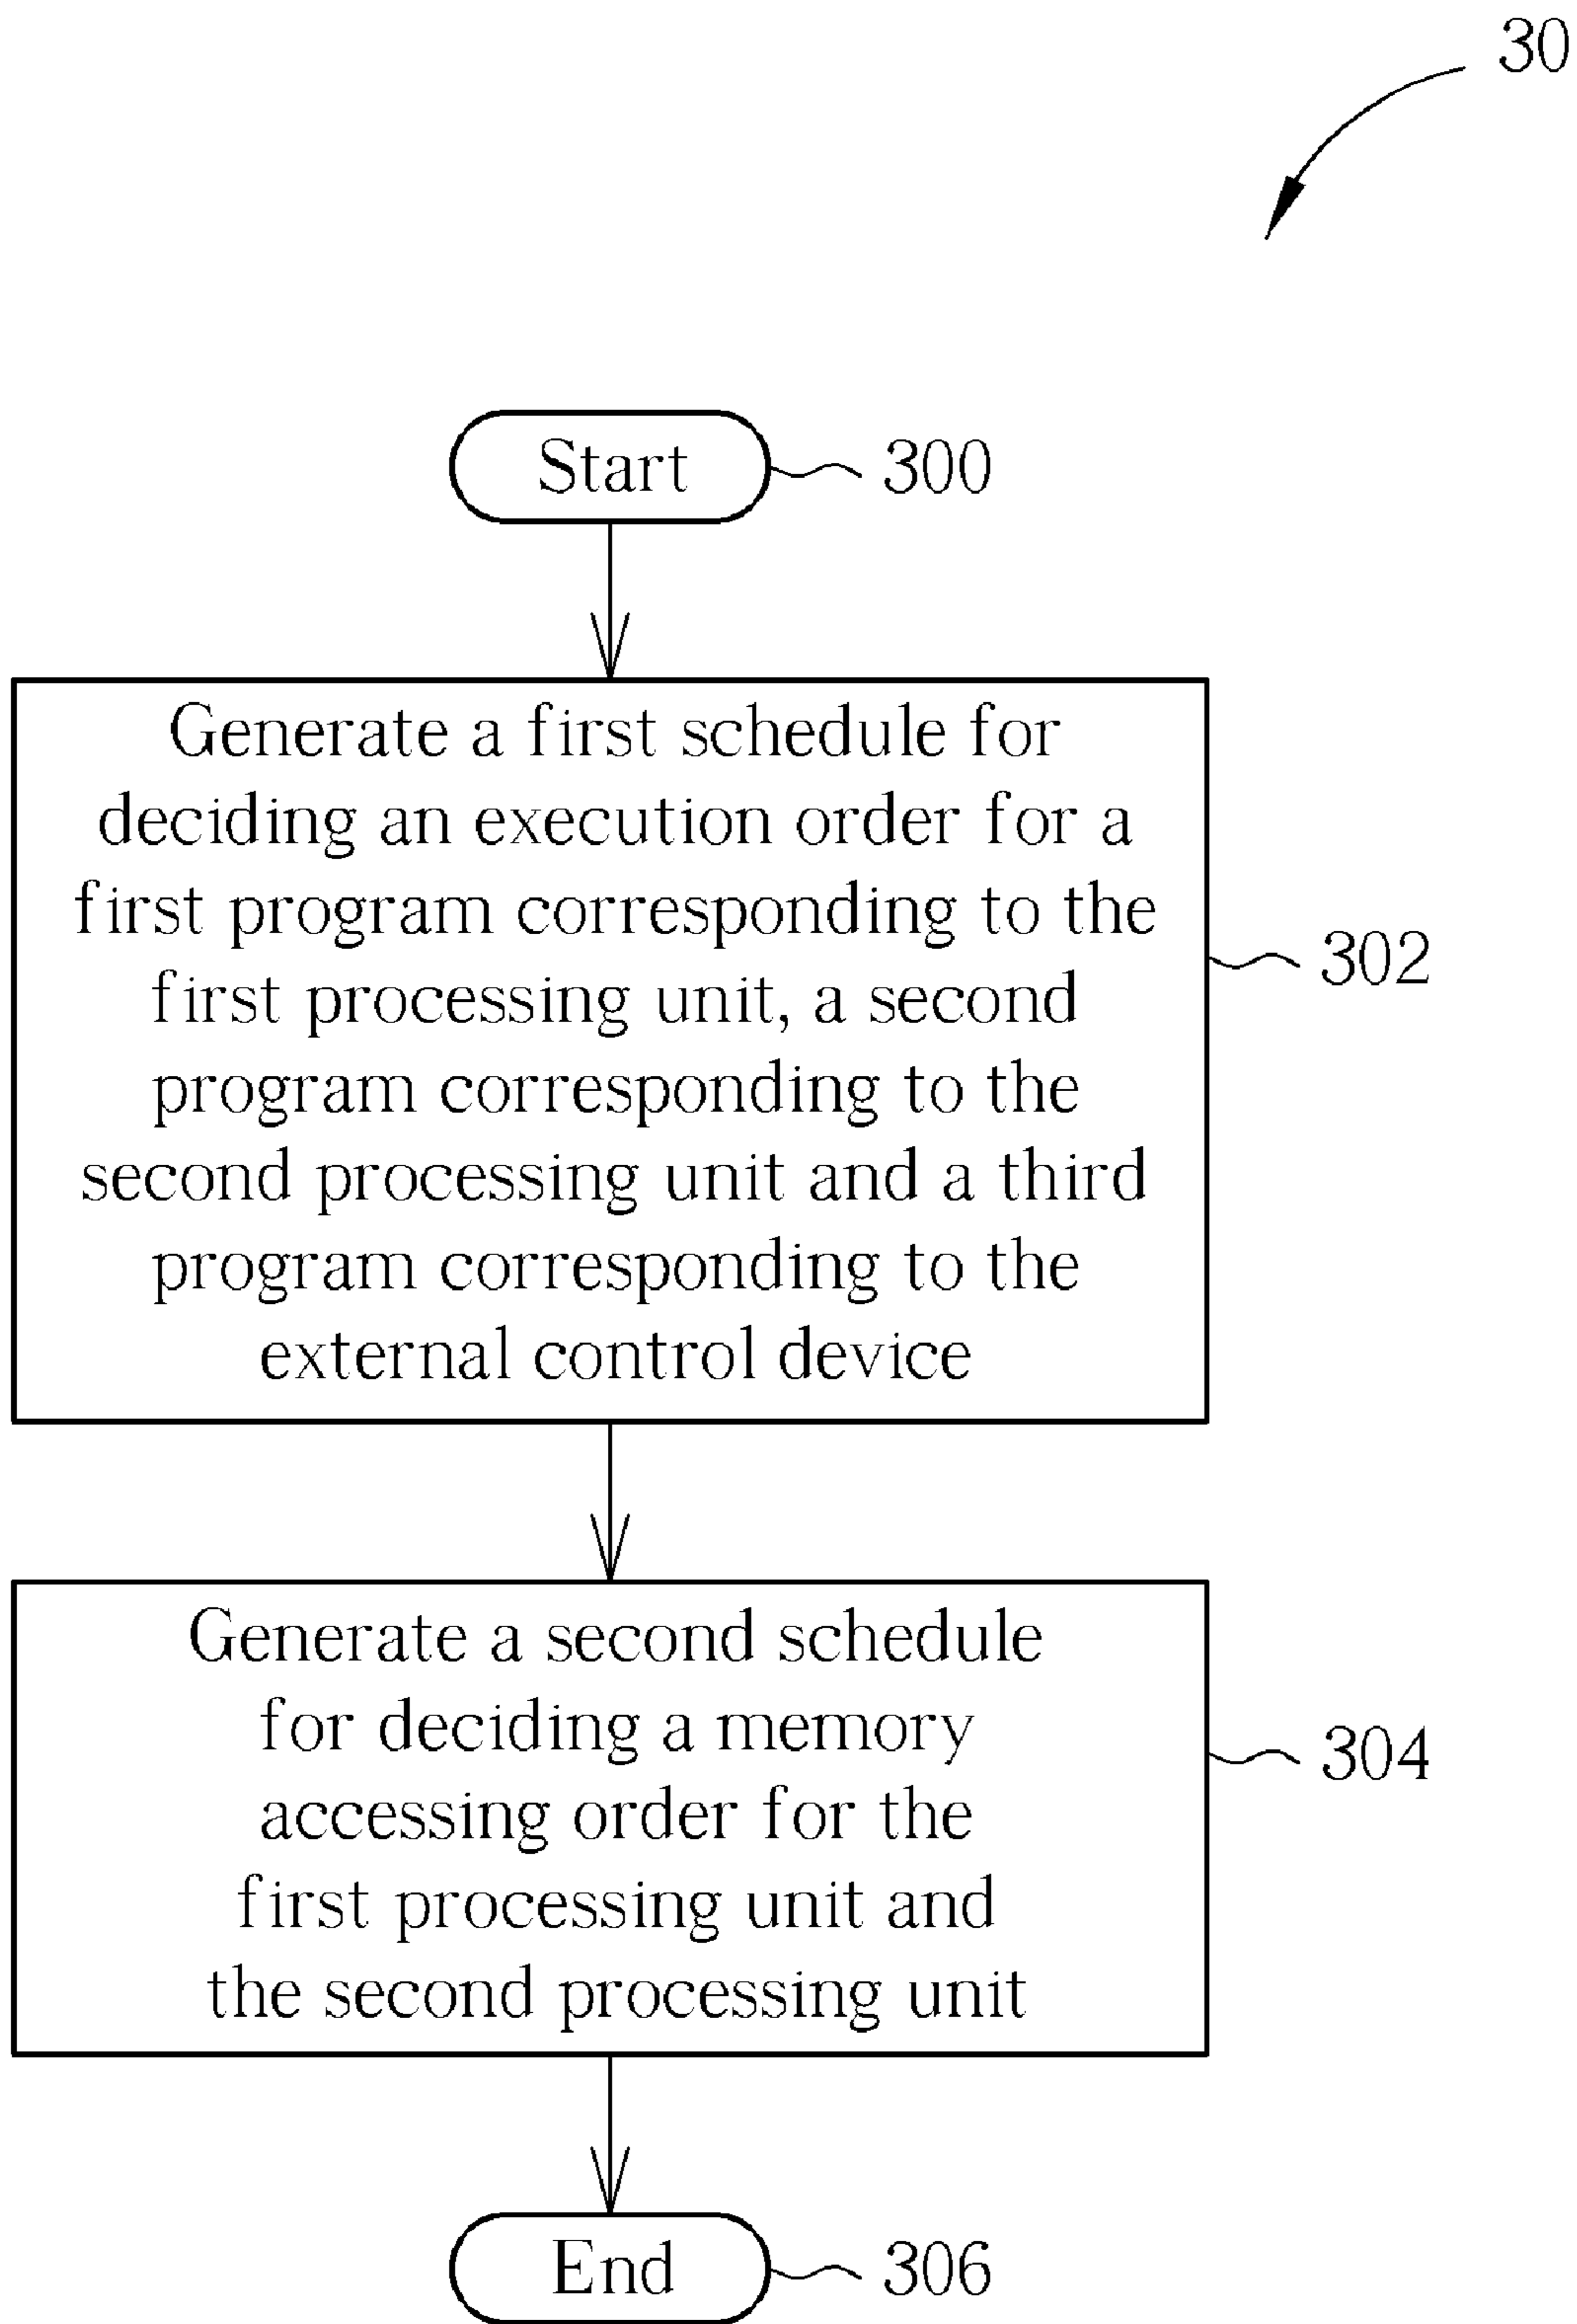 30
Start
300
Generate a first schedule for
deciding an execution order for a
first program corresponding to the
first processing unit, a second
program corresponding to the
second processing unit and a third
program corresponding to the
external control device
302
Generate a second schedule
for deciding a memory
accessing order for the
first processing unit and
the second processing unit
304
End
306